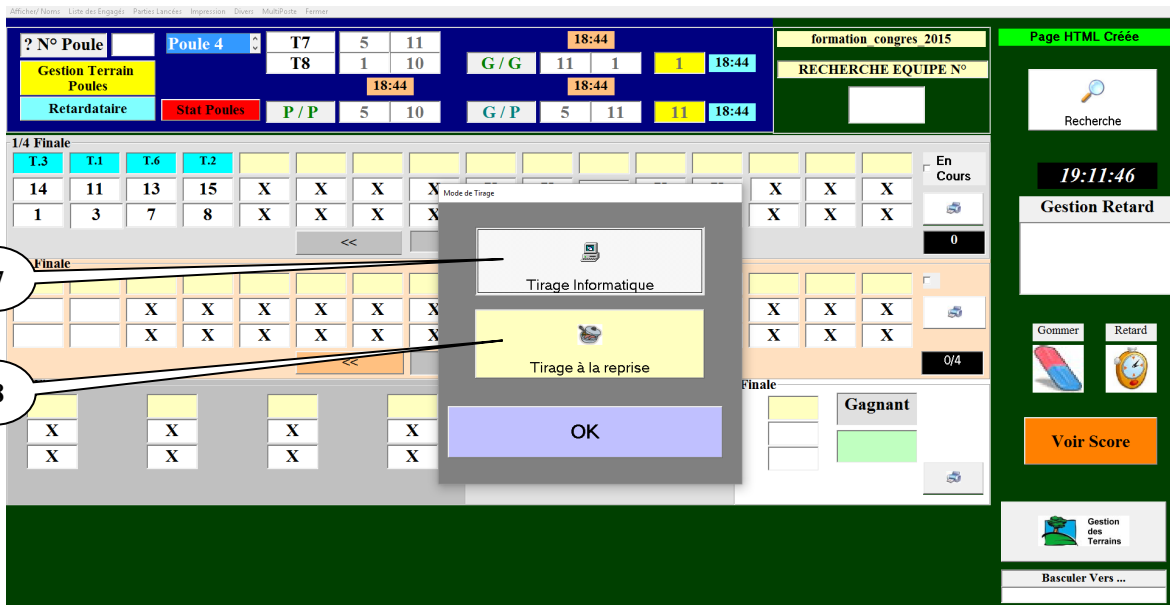 Afficher/ Noms Liste des Engagés Parties Lancées Impression Divers MultiPoste Fermer
? N° Poule Poule 4 T7 5 11 18:44 formation_congres_2015 Page HTML Créée
T8 1 10 G / G 11 1 1 18:44
Gestion Terrain Poules 18:44 18:44 RECHERCHE EQUIPE N°
Retardataire Stat Poules P / P 5 10 G / P 5 11 11 18:44
Recherche
1/4 Finale
T.3 T.1 T.6 T.2 En Cours
14 11 13 15 X X X X X X 19:11:46
1 3 7 8 X X X X X X
Gestion Retard
<< 0
Mode de Tirage
Tirage Informatique
Finale
X X X X X X X X
X X X X X X X X
<< 0/4
Tirage à la reprise
OK
Gommer Retard
Finale
Gagnant
X X X X
X X X X
Voir Score
Gestion des Terrains
Basculer Vers ...